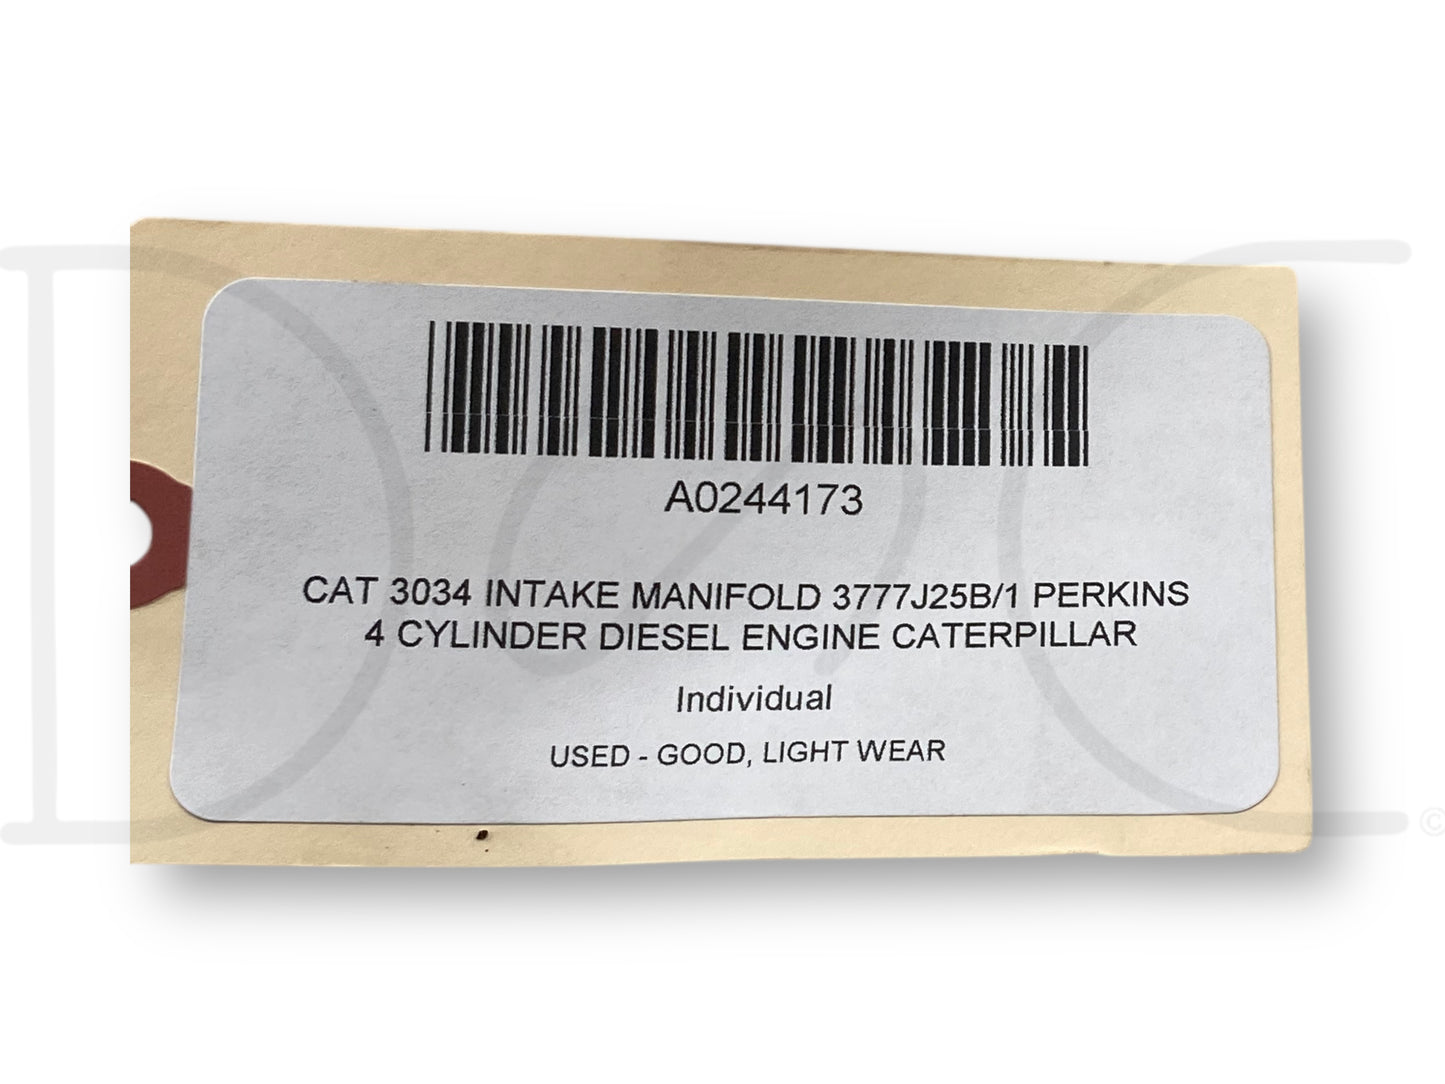 A0244173
CAT 3034 INTAKE MANIFOLD 3777J25B/1 PERKINS
4 CYLINDER DIESEL ENGINE CATERPILLAR
Individual
USED - GOOD, LIGHT WEAR
©